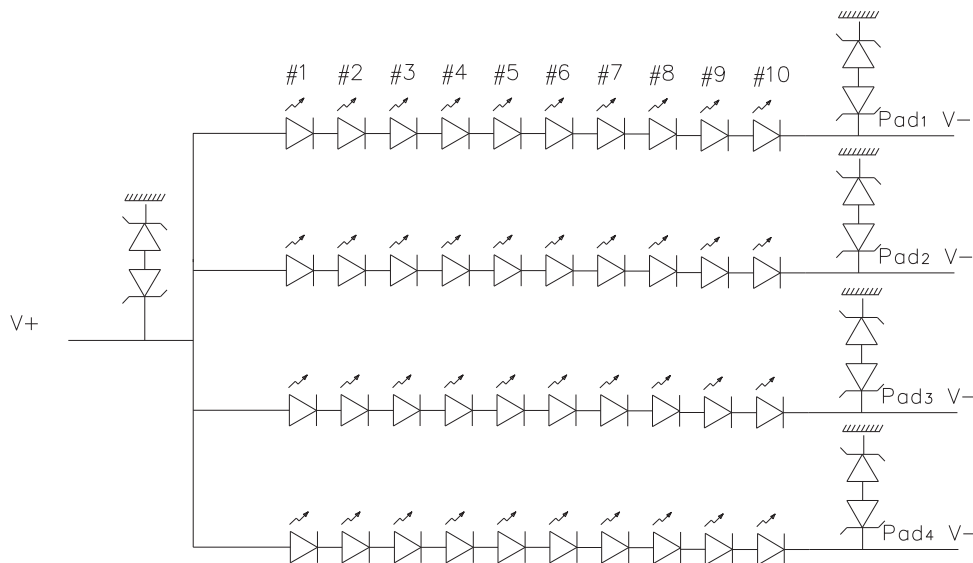 #1 #2 #3 #4 #5 #6 #7 #8 #9 #10
Pad1 V-
Pad2 V-
V+
Pad3 V-
Pad4 V-